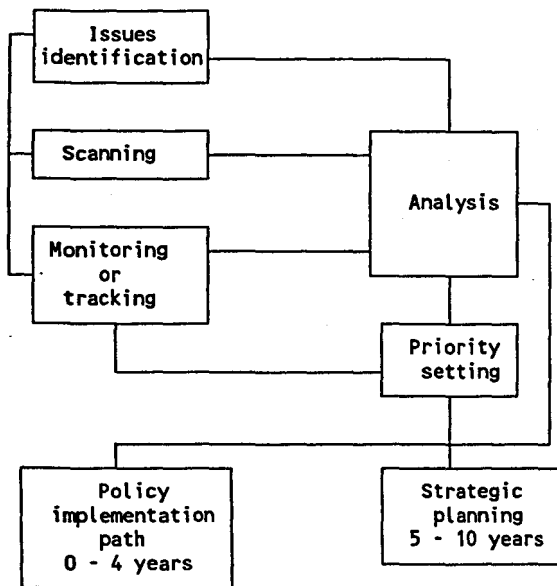 Issues
identification
Scanning
Analysis
Monitoring
or
tracking
Priority
setting
Policy
implementation
path
0 - 4 years
Strategic
planning
5 - 10 years